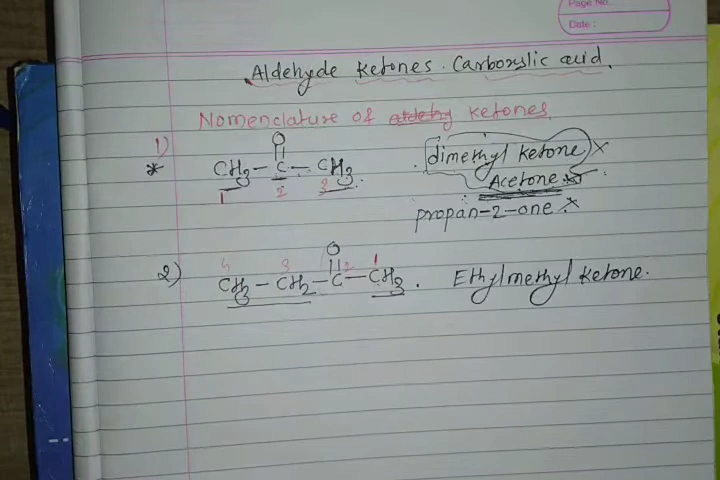 Page No.
Date:
Aldehyde Ketones. Carboxylic acid.
Nomenclature of ketones
1)
O
* CH3 – C – CH3
1 2 3
dimethyl ketone x
Acetone
propan-2-one x
O
2) CH3 – CH2 – C – CH3. Ethylmethyl ketone.
4 3 2 1